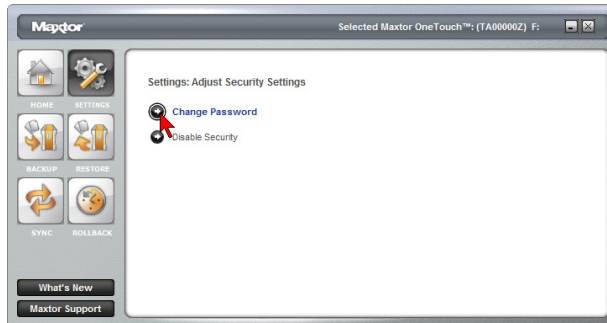 Maxtor
Selected Maxtor OneTouch™: (TA00000Z) F:
HOME SETTINGS
BACKUP RESTORE
SYNC ROLLBACK
What's New
Maxtor Support
Settings: Adjust Security Settings
Change Password
Disable Security